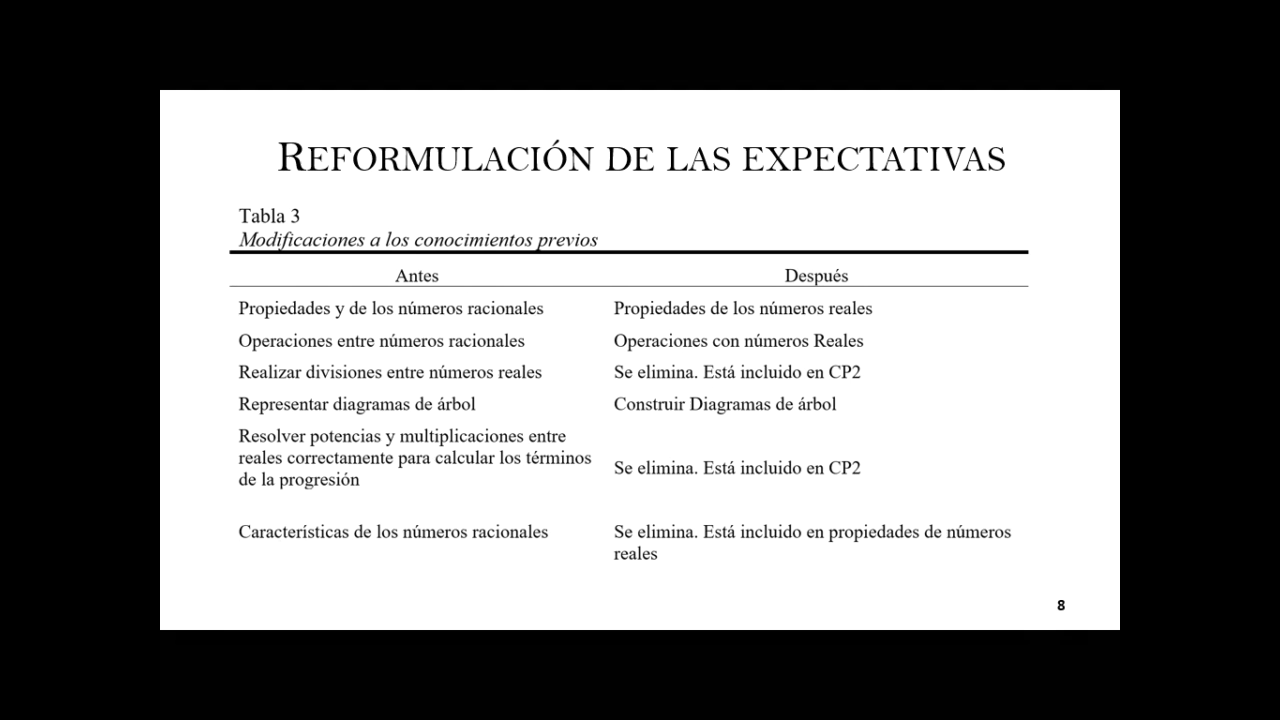 REFORMULACIÓN DE LAS EXPECTATIVAS
Tabla 3
Modificaciones a los conocimientos previos
Antes Después
Propiedades y de los números racionales Propiedades de los números reales
Operaciones entre números racionales Operaciones con números Reales
Realizar divisiones entre números reales Se elimina. Está incluido en CP2
Representar diagramas de árbol Construir Diagramas de árbol
Resolver potencias y multiplicaciones entre
reales correctamente para calcular los términos
de la progresión
Se elimina. Está incluido en CP2
Características de los números racionales Se elimina. Está incluido en propiedades de números
reales
8